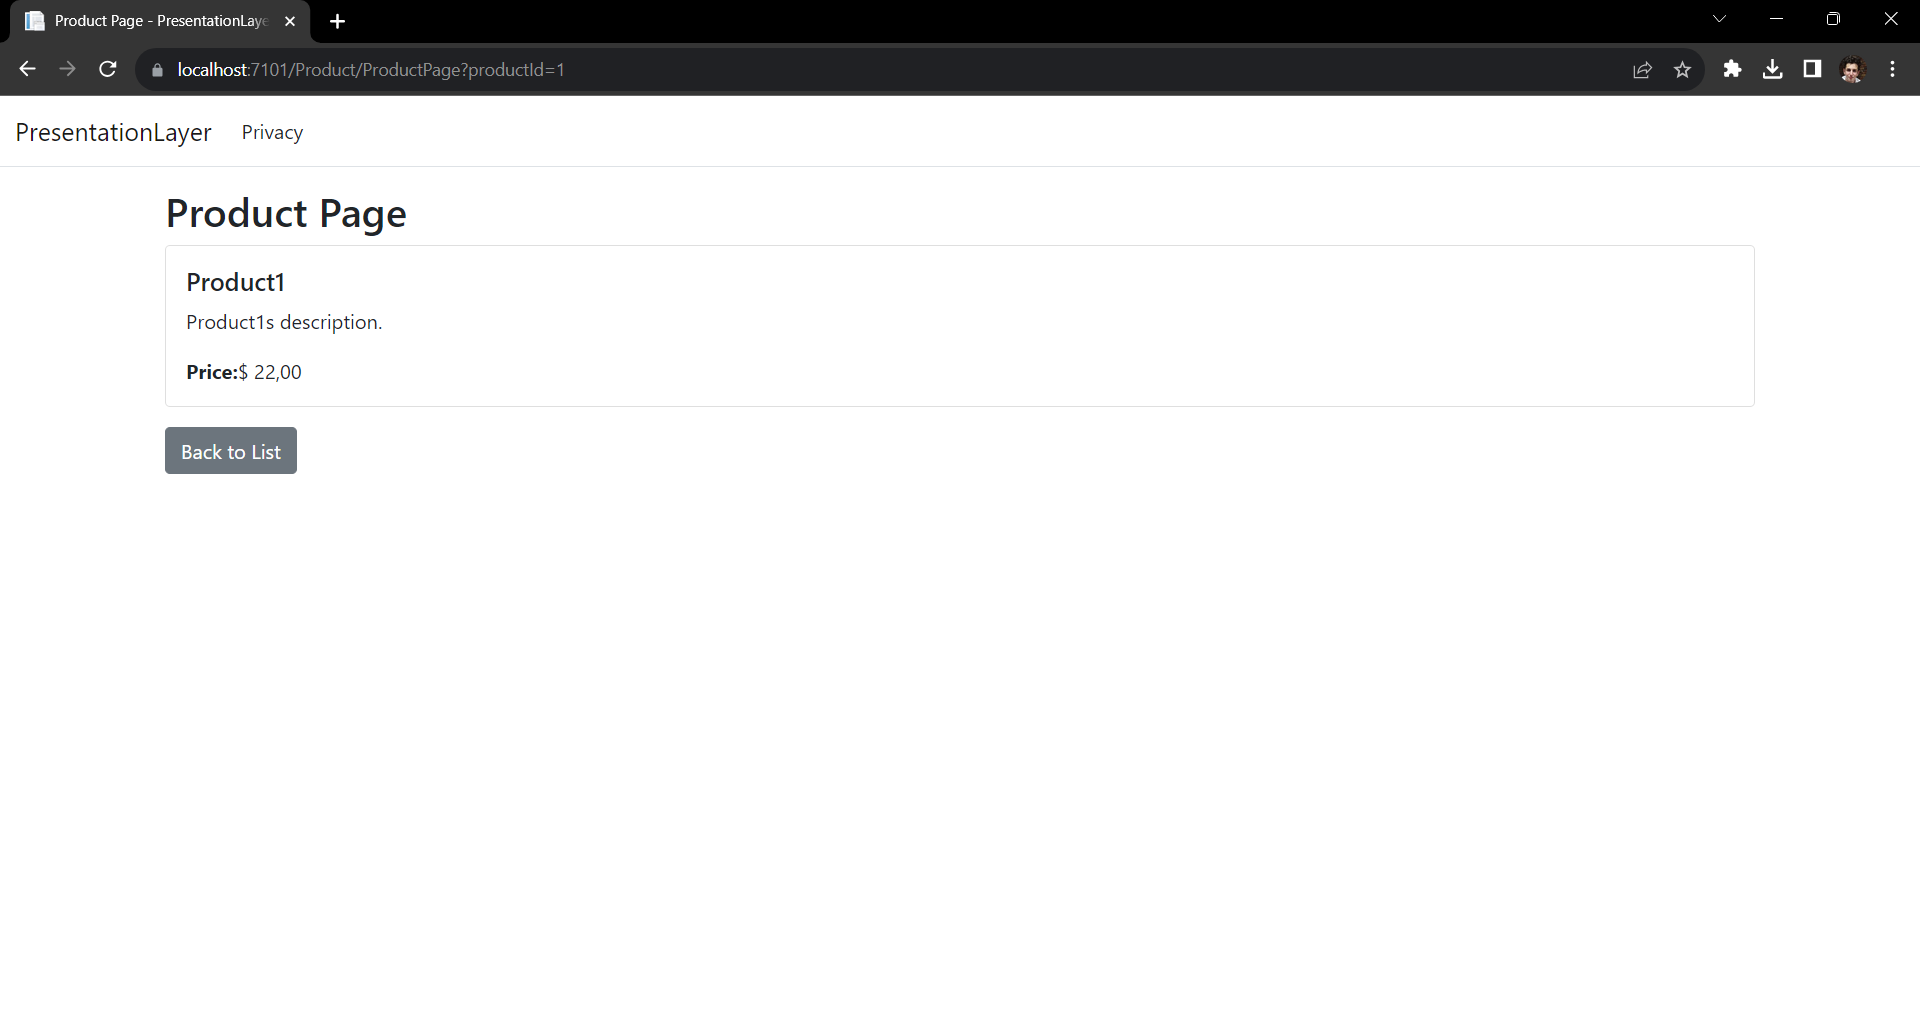 Product Page - PresentationLaye
localhost:7101/Product/ProductPage?productId=1
PresentationLayer Privacy
Product Page
Product1
Product1s description.
Price:$ 22,00
Back to List